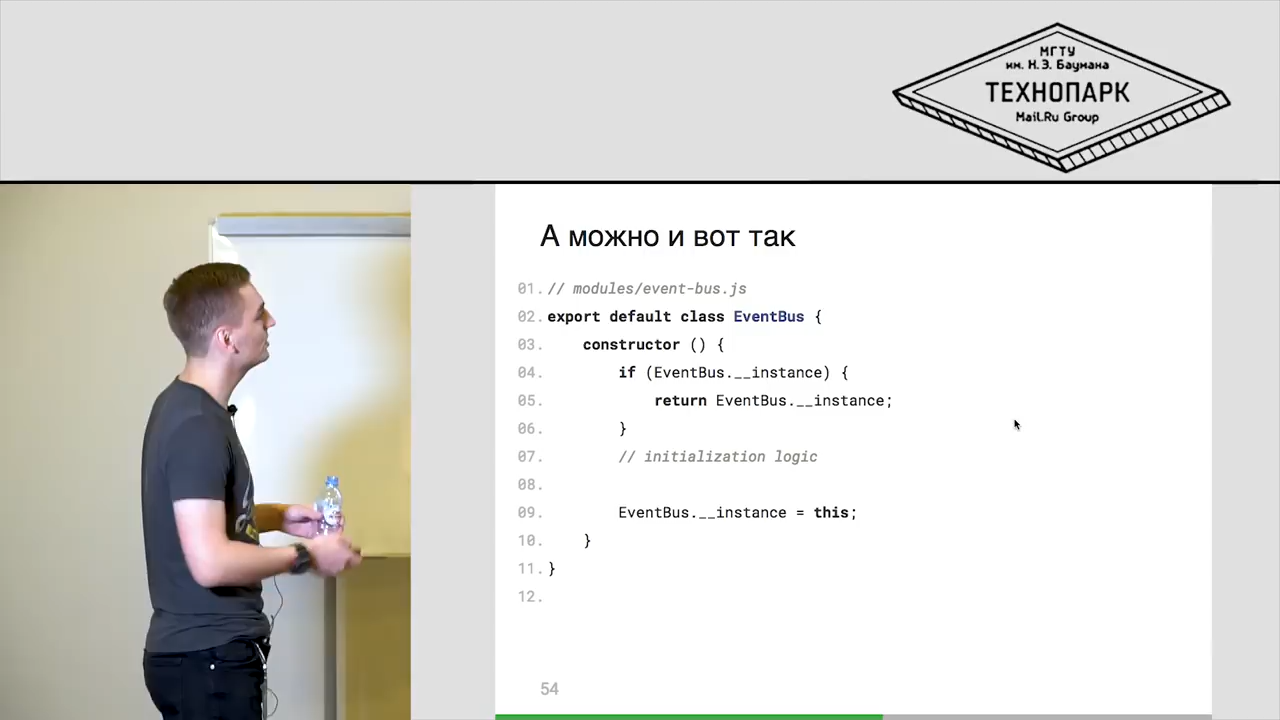 МГТУ
им. Н.Э. Баумана
ТЕХНОПАРК
Mail.Ru Group
А можно и вот так
01. // modules/event-bus.js
02. export default class EventBus {
03. constructor () {
04. if (EventBus.__instance) {
05. return EventBus.__instance;
06. }
07. // initialization logic
08.
09. EventBus.__instance = this;
10. }
11. }
12.
54